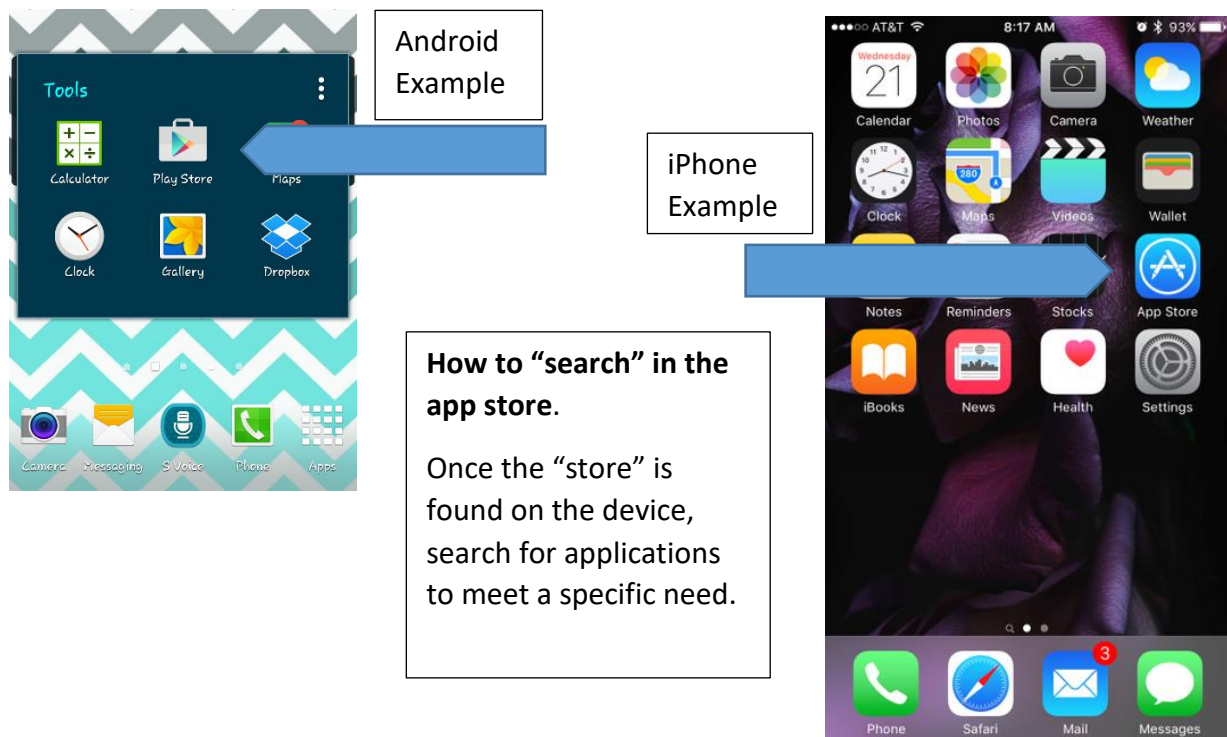 Android
Example
Tools
Calculator
Play Store
Maps
Clock
Gallery
Dropbox
Camera
Messaging
S Voice
Phone
Apps
iPhone
Example
How to “search” in the
app store.
Once the “store” is
found on the device,
search for applications
to meet a specific need.
AT&T 8:17 AM 93%
Wednesday
21
Calendar Photos Camera Weather
12
280
Clock Maps Videos Wallet
Notes Reminders Stocks App Store
iBooks News Health Settings
3
Phone Safari Mail Messages